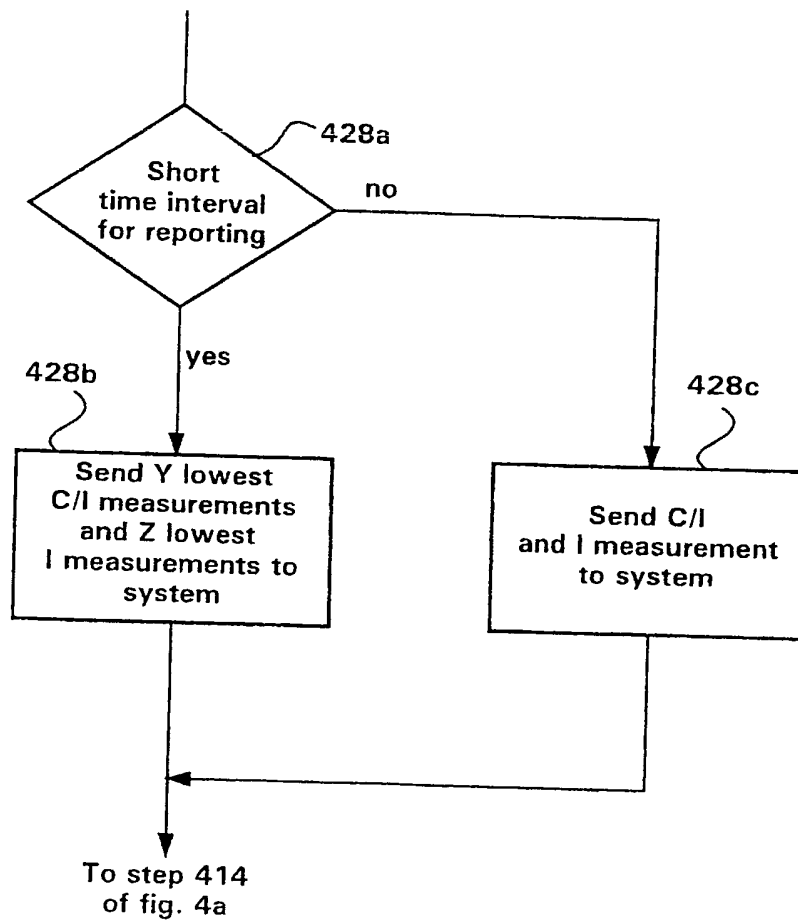 428a
Short
time interval
for reporting
no
yes
428b
428c
Send Y lowest
C/I measurements
and Z lowest
I measurements to
system
Send C/I
and I measurement
to system
To step 414
of fig. 4a